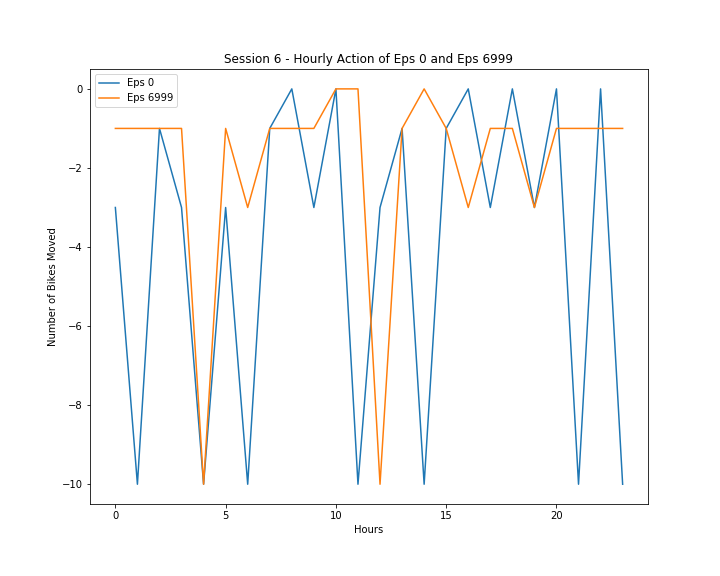 Session 6 - Hourly Action of Eps 0 and Eps 6999
Eps 0
Eps 6999
0
−2
−4
−6
−8
−10
Number of Bikes Moved
0
5
10
15
20
Hours